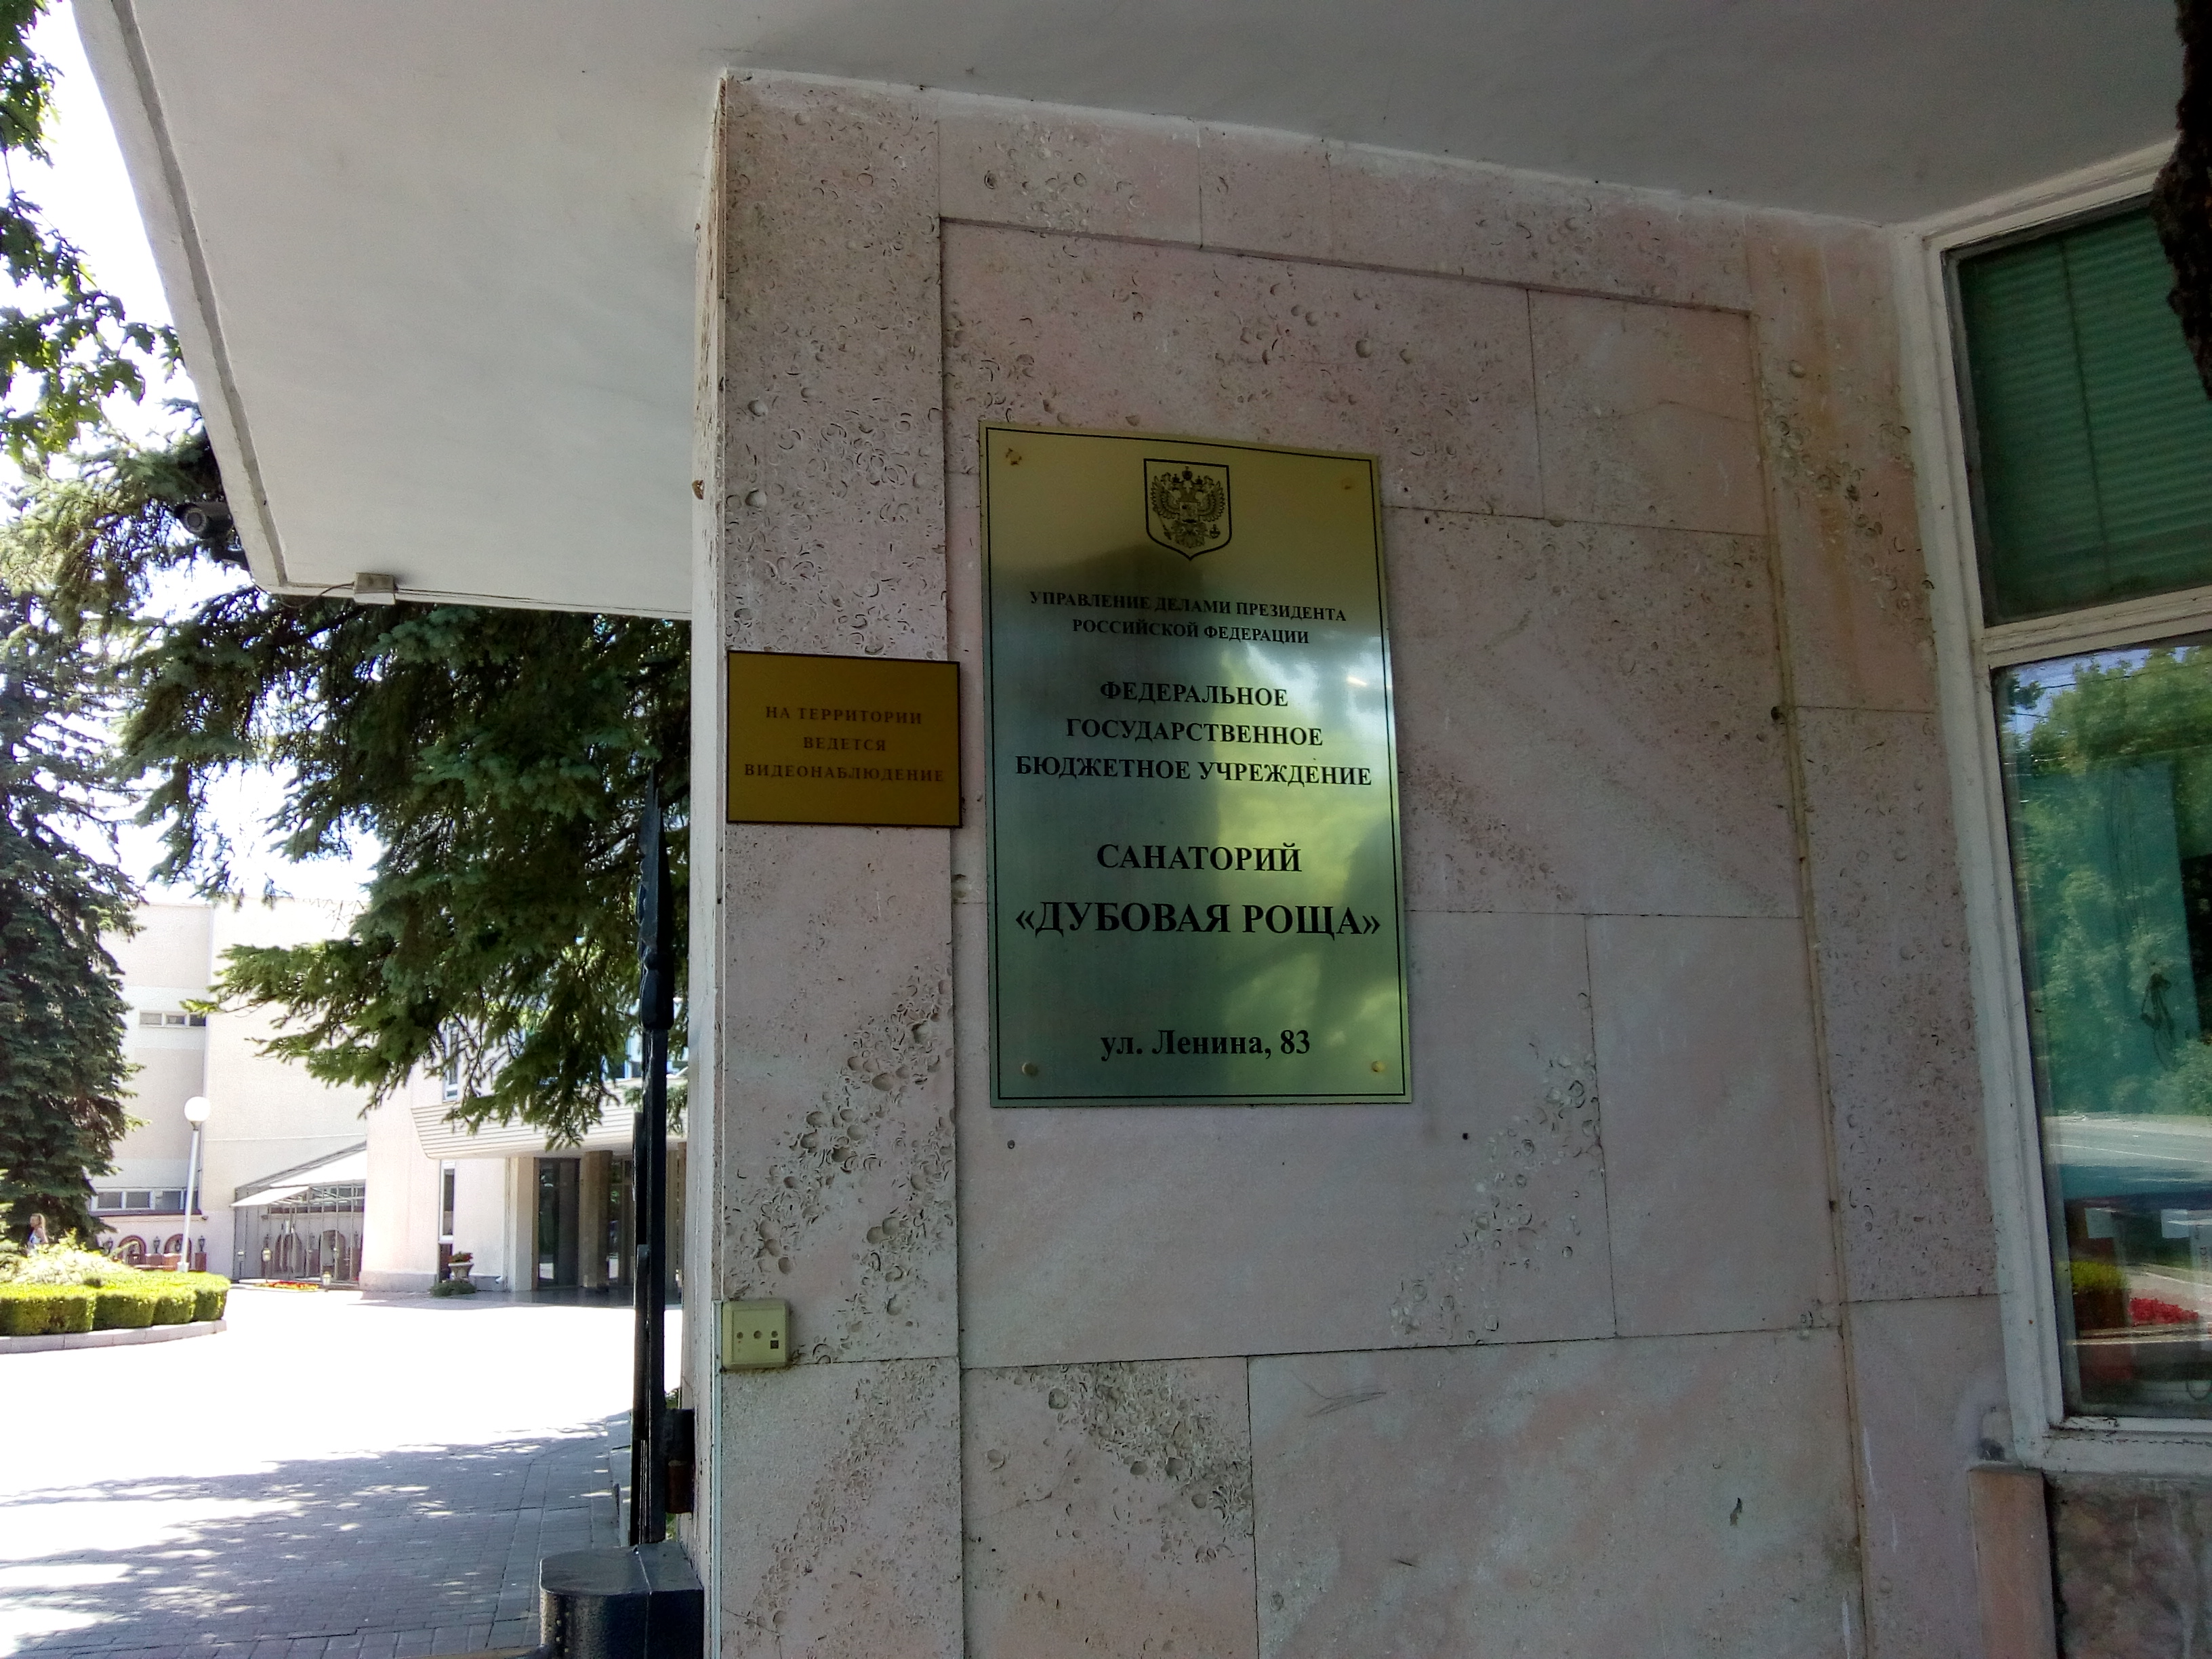 НА ТЕРРИТОРИИ
ВЕДЕТСЯ
ВИДЕОНАБЛЮДЕНИЕ
УПРАВЛЕНИЕ ДЕЛАМИ ПРЕЗИДЕНТА
РОССИЙСКОЙ ФЕДЕРАЦИИ
ФЕДЕРАЛЬНОЕ
ГОСУДАРСТВЕННОЕ
БЮДЖЕТНОЕ УЧРЕЖДЕНИЕ
САНАТОРИЙ
«ДУБОВАЯ РОЩА»
ул. Ленина, 83